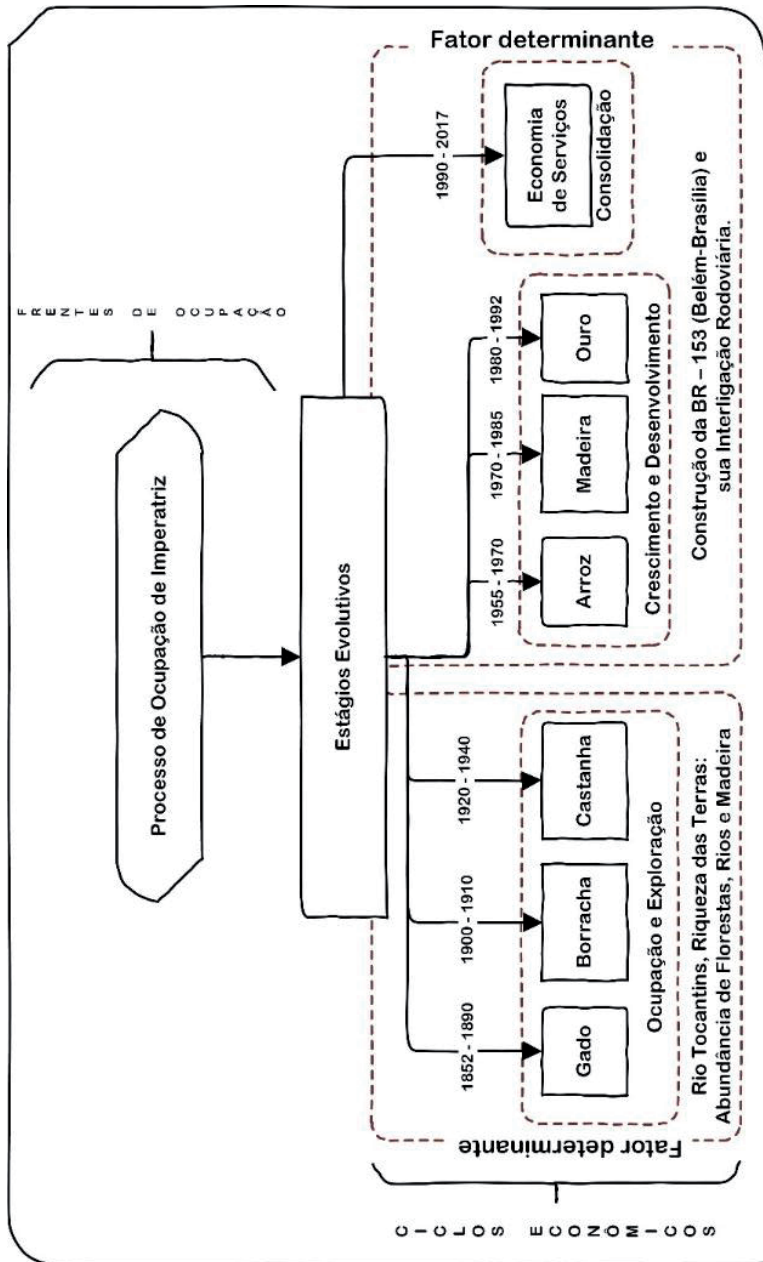 FRENTES DE OCUPAÇÃO
Processo de Ocupação de Imperatriz
Estágios Evolutivos
CICLOS ECONÔMICOS
Fator determinante
1852 - 1890
1900 - 1910
1920 - 1940
Gado
Borracha
Castanha
Ocupação e Exploração
Rio Tocantins, Riqueza das Terras:
Abundância de Florestas, Rios e Madeira
1955 - 1970
1970 - 1985
1980 - 1992
Arroz
Madeira
Ouro
Crescimento e Desenvolvimento
1990 - 2017
Economia
de Serviços
Consolidação
Construção da BR – 153 (Belém-Brasília) e
sua Interligação Rodoviária.
Fator determinante